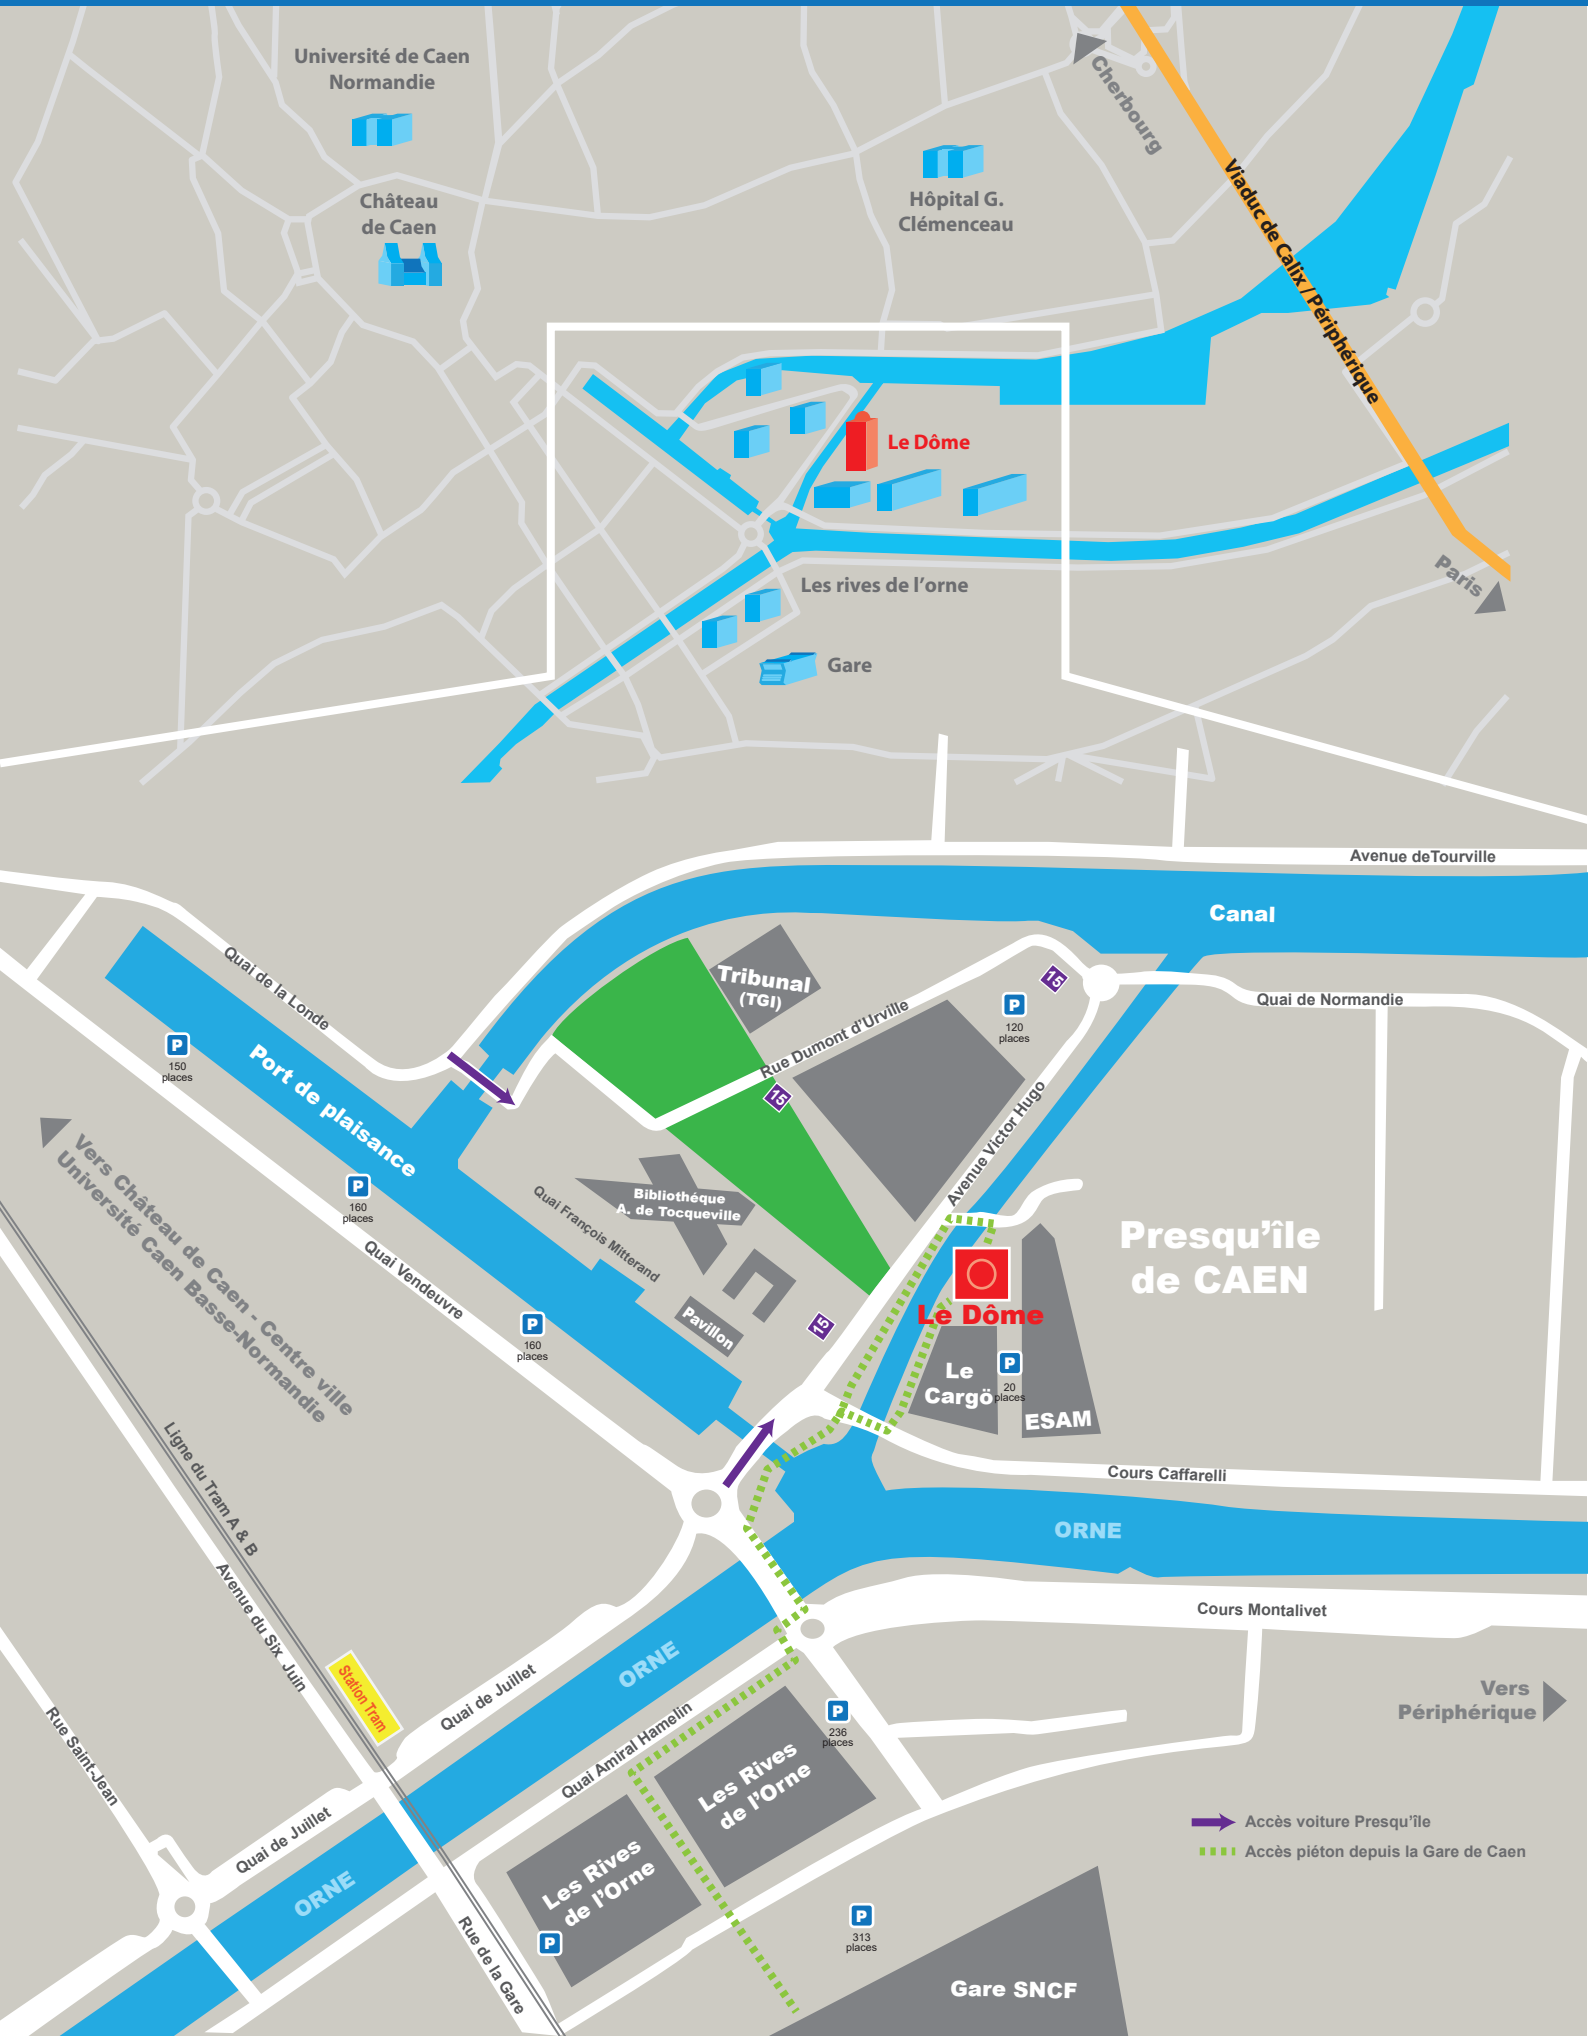 Université de Caen
Normandie
Château
de Caen
Hôpital G.
Clémenceau
Cherbourg
Viaduc de Calix / Périphérique
Le Dôme
Les rives de l'orne
Gare
Paris
Avenue deTourville
Canal
Quai de la Londe
Tribunal
(TGI)
15
P
120
places
Quai de Normandie
Rue Dumont d'Urville
15
P
150
places
Port de plaisance
Avenue Victor Hugo
Vers Château de Caen - Centre ville
Université Caen Basse-Normandie
P
160
places
Bibliothéque
A. de Tocqueville
Quai François Mitterand
Presqu'île
de CAEN
Quai Vendeuvre
Le Dôme
P
160
places
Pavillon
15
Le
Cargö
P
20
places
ESAM
Cours Caffarelli
Ligne du Tram A & B
ORNE
Avenue du Six Juin
Cours Montalivet
Station Tram
ORNE
Quai de Juillet
Vers
Périphérique
Rue Saint-Jean
Quai Amiral Hamelin
P
236
places
Les Rives
de l'Orne
Quai de Juillet
Accès voiture Presqu'île
Accès piéton depuis la Gare de Caen
ORNE
Les Rives
de l'Orne
P
P
313
places
Rue de la Gare
Gare SNCF